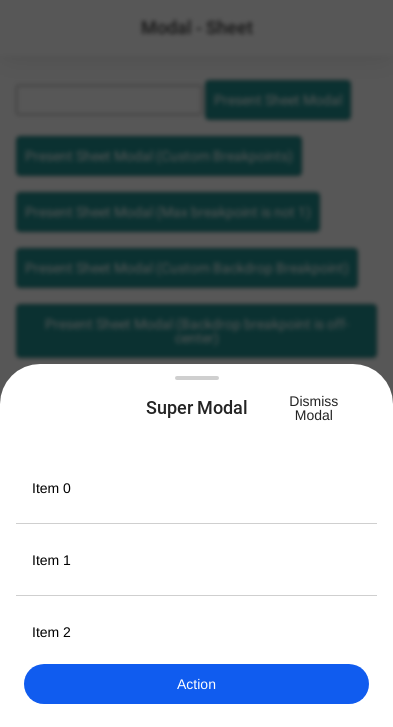 Modal - Sheet
Present Sheet Modal
Present Sheet Modal (Custom Breakpoints)
Present Sheet Modal (Max breakpoint is not 1)
Present Sheet Modal (Custom Backdrop Breakpoint)
Present Sheet Modal (Backdrop breakpoint is off-
center)
Super Modal
Dismiss
Modal
Item 0
Item 1
Item 2
Action